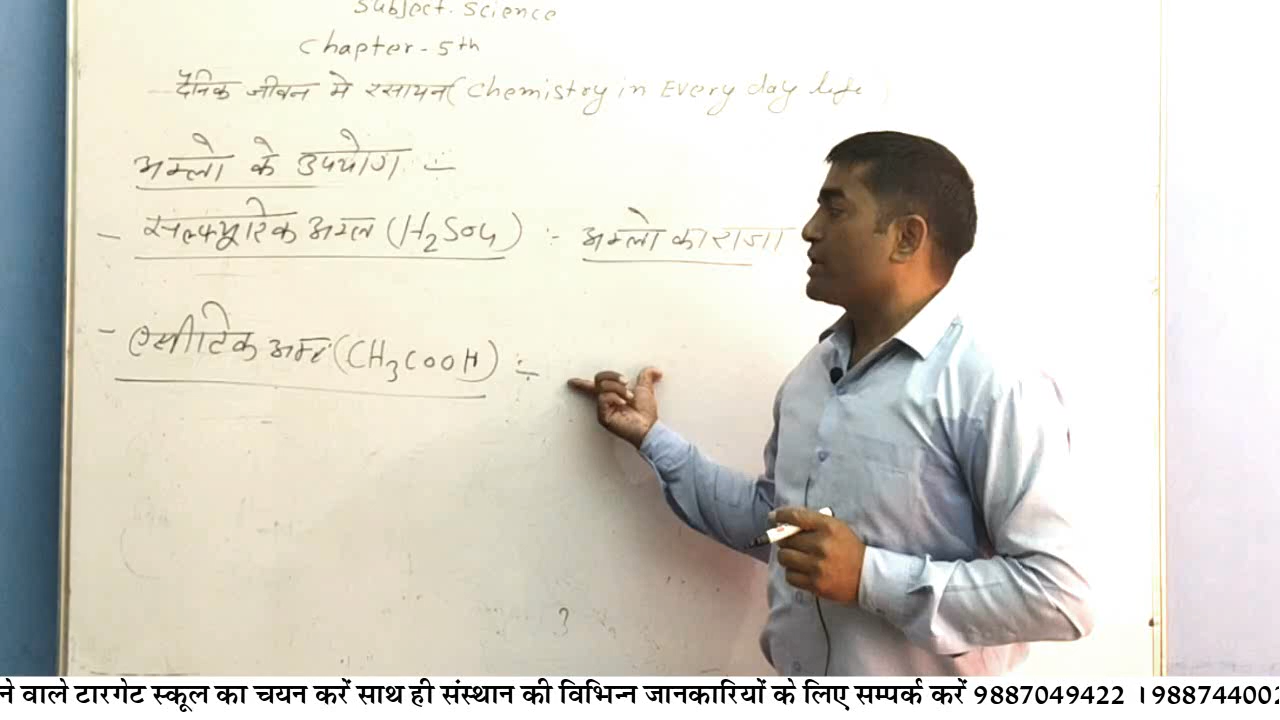 Subject. Science
Chapter - 5th
दैनिक जीवन मे रसायन (Chemistry in Every day life)
अम्लो के उपयोग :-
- सल्फ्यूरिक अम्ल (H2SO4) :- अम्लो का राजा
- एसीटिक अम्ल (CH3COOH) :-
ने वाले टारगेट स्कूल का चयन करें साथ ही संस्थान की विभिन्न जानकारियों के लिए सम्पर्क करें 9887049422 । 988744002